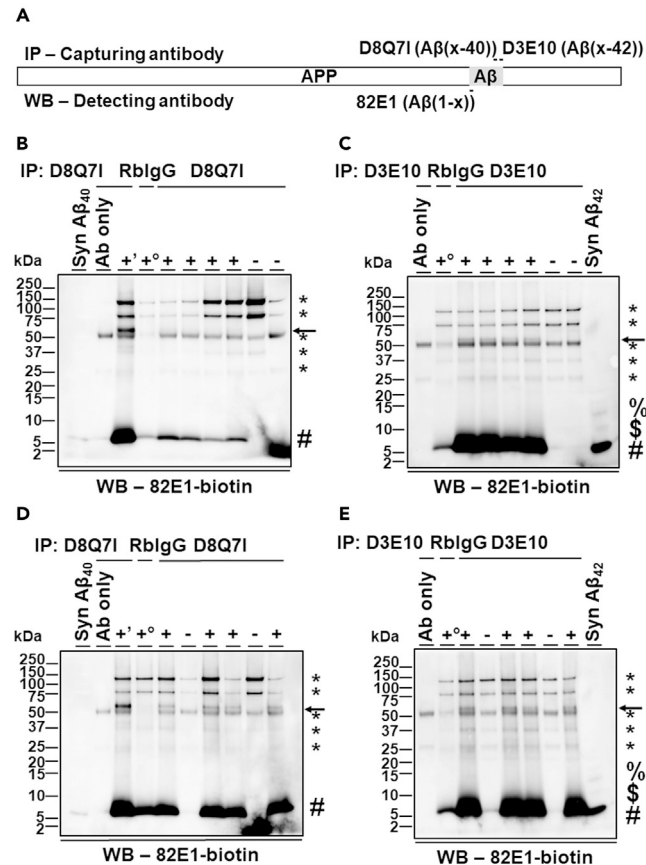 A
IP – Capturing antibody
D8Q7I (Aβ(x-40)) D3E10 (Aβ(x-42))
APP
Aβ
WB – Detecting antibody
82E1 (Aβ(1-x))
B
IP: D8Q7I RbIgG D8Q7I
Syn Aβ40
Ab only
kDa
+’ +° + + + + - -
250
150
100
75
50
37
25
20
15
10
5
2
*
*
*
*
*
#
WB – 82E1-biotin
C
IP: D3E10 RbIgG D3E10
Ab only
Syn Aβ42
kDa
+° + + + + - -
250
150
100
75
50
37
25
20
15
10
5
2
*
*
*
*
*
%
$
#
WB – 82E1-biotin
D
IP: D8Q7I RbIgG D8Q7I
Syn Aβ40
Ab only
kDa
+’ +° + - + + - +
250
150
100
75
50
37
25
20
15
10
5
2
*
*
*
*
*
#
WB – 82E1-biotin
E
IP: D3E10 RbIgG D3E10
Ab only
Syn Aβ42
kDa
+° + - + + - +
250
150
100
75
50
37
25
20
15
10
5
2
*
*
*
*
*
%
$
#
WB – 82E1-biotin